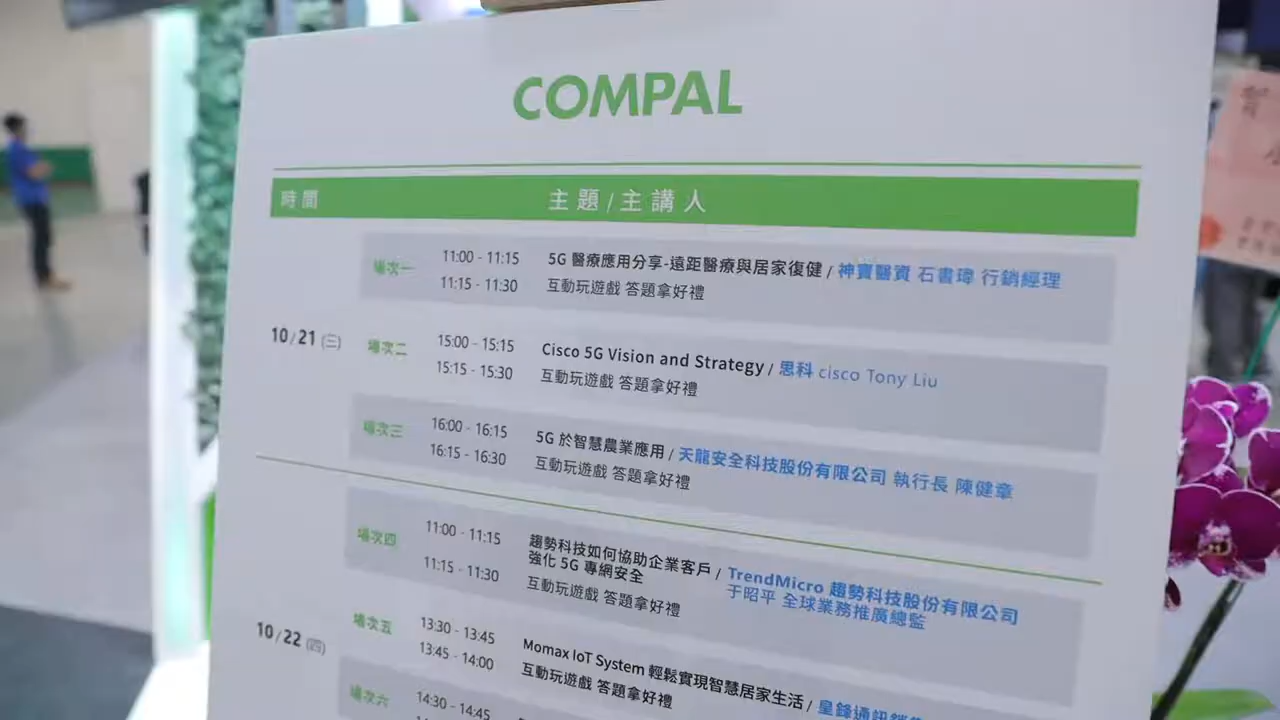 COMPAL
時間 主題/主講人
10/21 (三)
場次一 11:00 - 11:15 5G 醫療應用分享-遠距醫療與居家復健 / 神寶醫資 石書瑋 行銷經理
11:15 - 11:30 互動玩遊戲 答題拿好禮
場次二 15:00 - 15:15 Cisco 5G Vision and Strategy / 思科 cisco Tony Liu
15:15 - 15:30 互動玩遊戲 答題拿好禮
場次三 16:00 - 16:15 5G 於智慧農業應用 / 天龍安全科技股份有限公司 執行長 陳健章
16:15 - 16:30 互動玩遊戲 答題拿好禮
10/22 (四)
場次四 11:00 - 11:15 趨勢科技如何協助企業客戶 / TrendMicro 趨勢科技股份有限公司
強化 5G 專網安全 于昭平 全球業務推廣總監
11:15 - 11:30 互動玩遊戲 答題拿好禮
場次五 13:30 - 13:45 Momax IoT System 輕鬆實現智慧居家生活 / 皇鋒通訊
13:45 - 14:00 互動玩遊戲 答題拿好禮
場次六 14:30 - 14:45